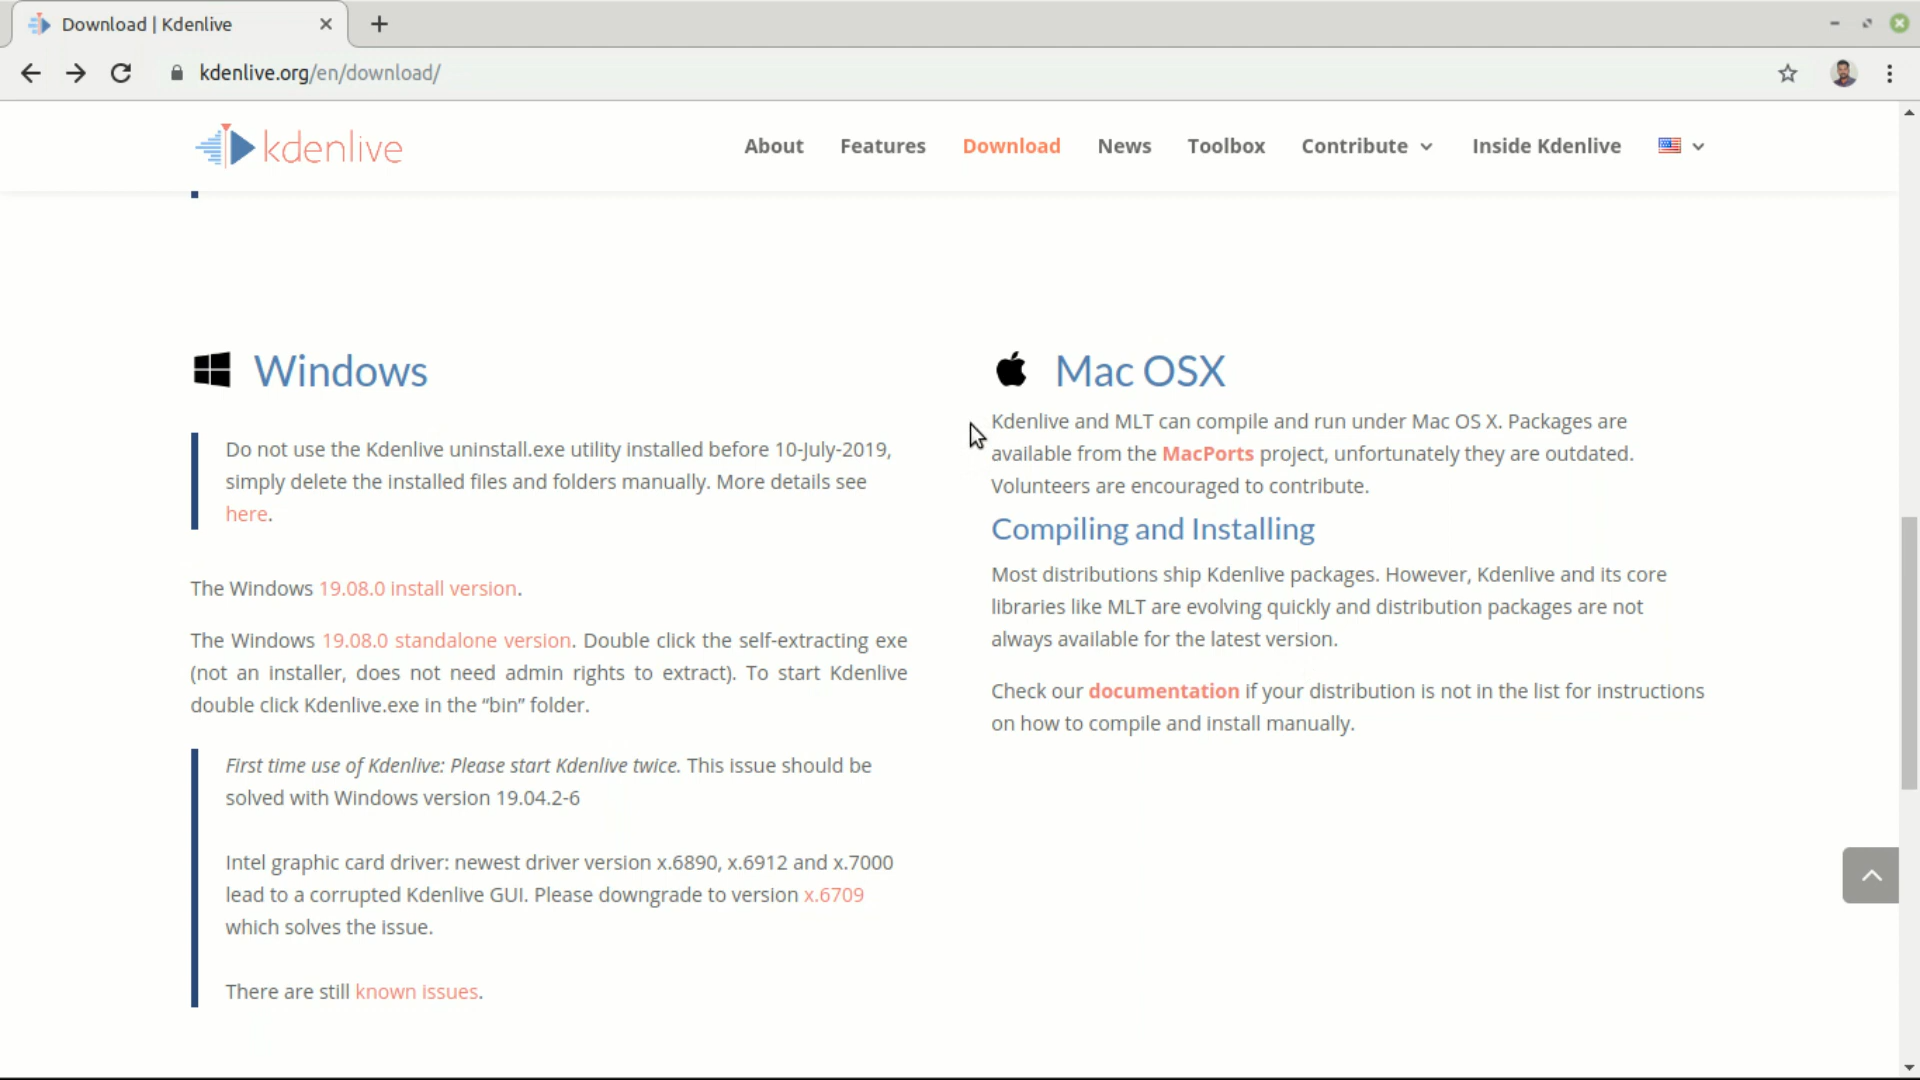 Download | Kdenlive
kdenlive.org/en/download/
kdenlive
About
Features
Download
News
Toolbox
Contribute
Inside Kdenlive
Windows
Do not use the Kdenlive uninstall.exe utility installed before 10-July-2019,
simply delete the installed files and folders manually. More details see
here.
The Windows 19.08.0 install version.
The Windows 19.08.0 standalone version. Double click the self-extracting exe
(not an installer, does not need admin rights to extract). To start Kdenlive
double click Kdenlive.exe in the “bin” folder.
First time use of Kdenlive: Please start Kdenlive twice. This issue should be
solved with Windows version 19.04.2-6
Intel graphic card driver: newest driver version x.6890, x.6912 and x.7000
lead to a corrupted Kdenlive GUI. Please downgrade to version x.6709
which solves the issue.
There are still known issues.
Mac OSX
Kdenlive and MLT can compile and run under Mac OS X. Packages are
available from the MacPorts project, unfortunately they are outdated.
Volunteers are encouraged to contribute.
Compiling and Installing
Most distributions ship Kdenlive packages. However, Kdenlive and its core
libraries like MLT are evolving quickly and distribution packages are not
always available for the latest version.
Check our documentation if your distribution is not in the list for instructions
on how to compile and install manually.